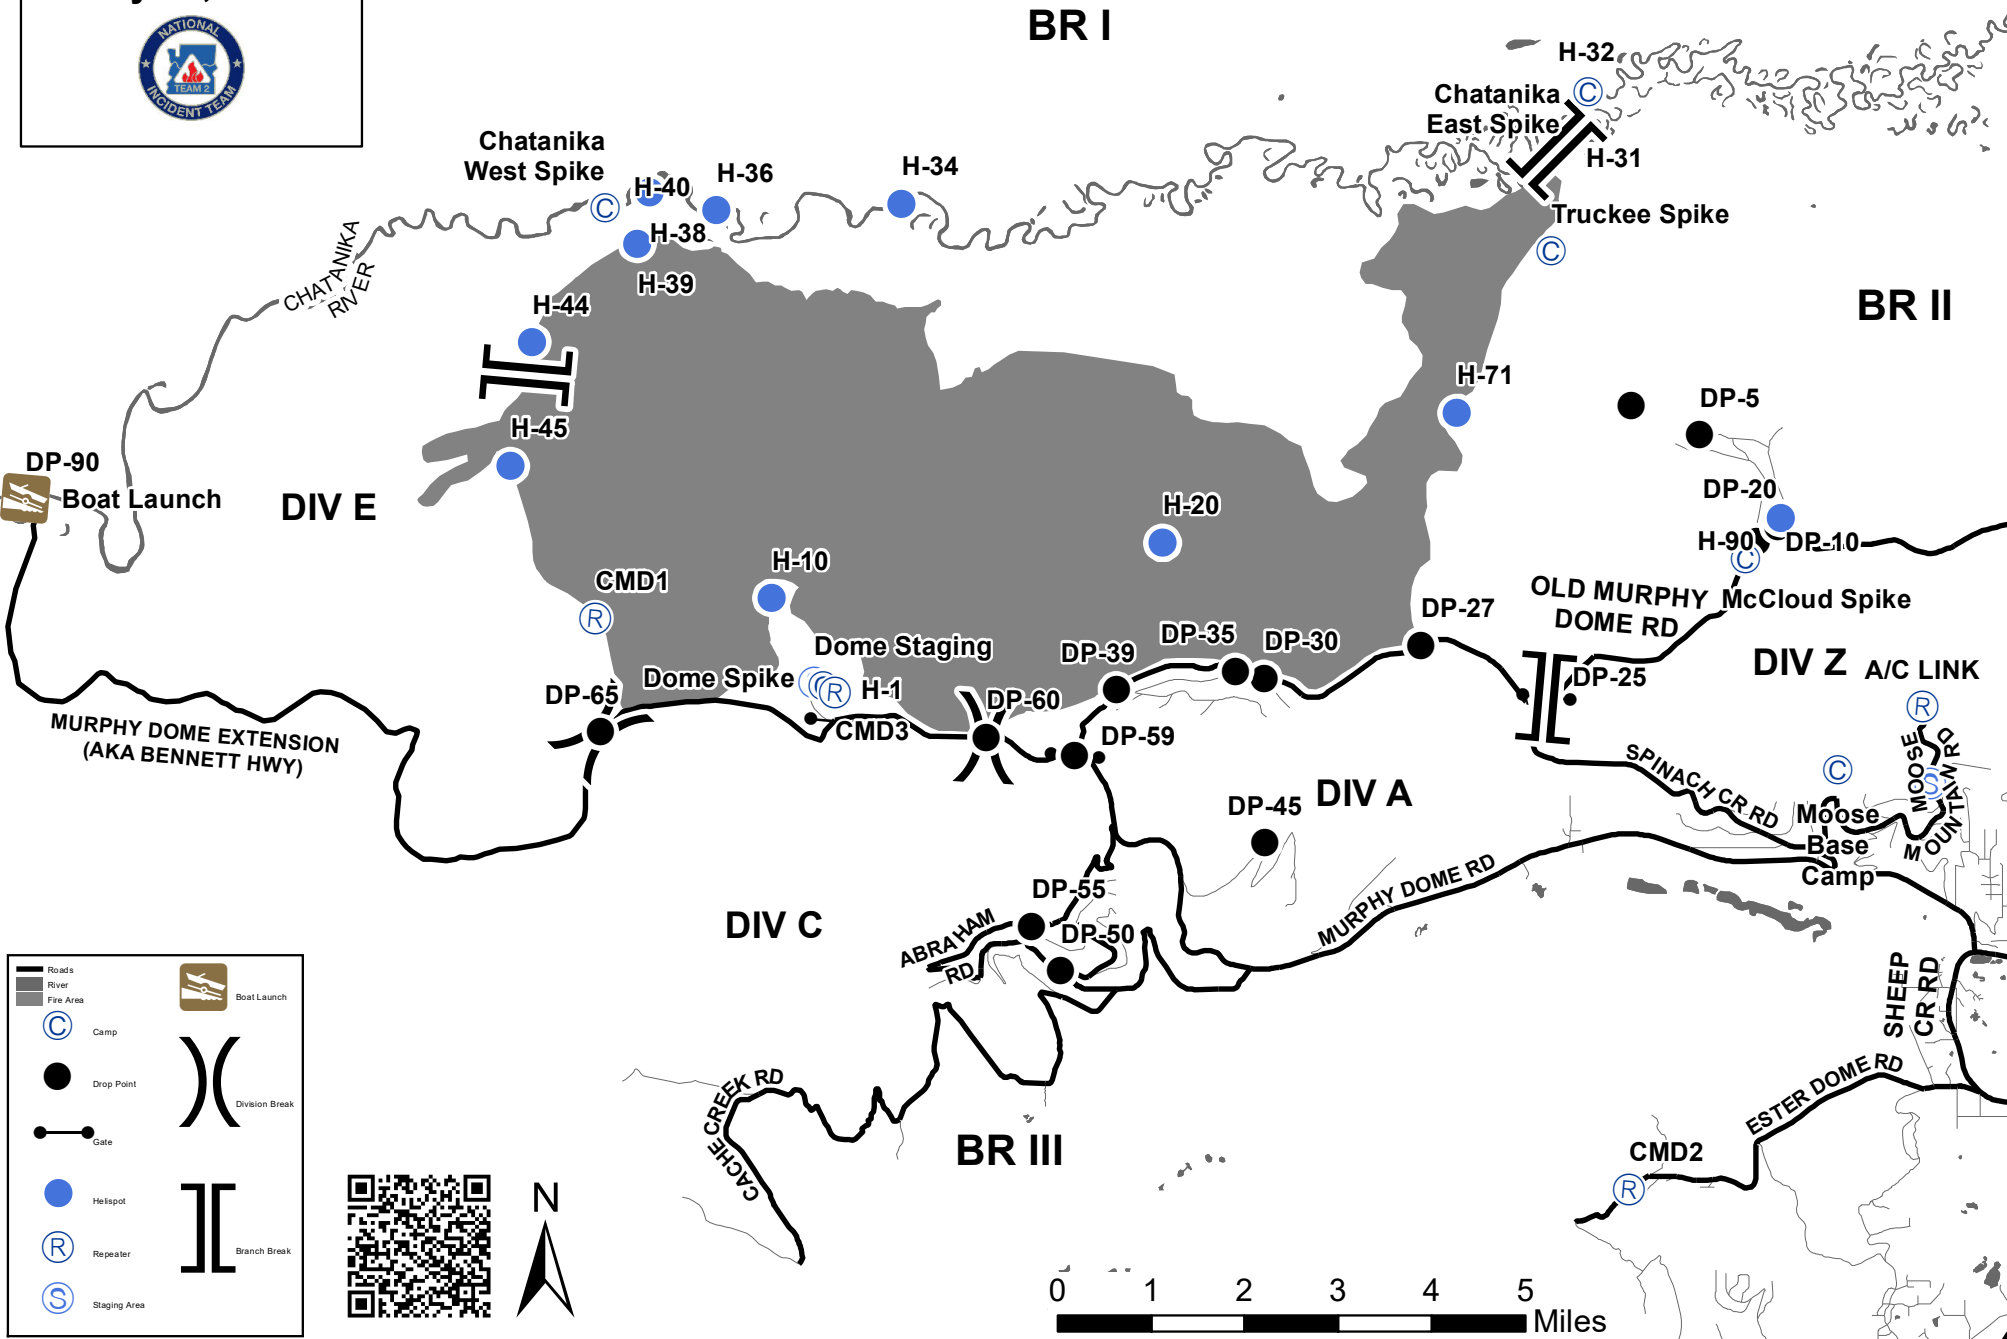 NATIONAL
TEAM 2
INCIDENT TEAM
BR I
H-32
Chatanika
East Spike
H-31
Chatanika
West Spike
H-40
H-36
H-34
H-38
H-39
Truckee Spike
CHATANIKA
RIVER
H-44
BR II
H-71
DP-5
H-45
DP-90
Boat Launch
DIV E
DP-20
H-20
H-90
DP-10
H-10
CMD1
OLD MURPHY
DOME RD
McCloud Spike
DP-27
DP-35
DP-30
DP-39
Dome Staging
Dome Spike
H-1
DP-65
DP-60
CMD3
DP-59
DP-25
DIV Z
A/C LINK
MURPHY DOME EXTENSION
(AKA BENNETT HWY)
SPINACH CR RD
MOOSE
MOUNTAIN RD
DP-45
DIV A
Moose
Base
Camp
MURPHY DOME RD
DP-55
DP-50
DIV C
ABRAHAM
RD
SHEEP
CR RD
CACHE CREEK RD
ESTER DOME RD
BR III
CMD2
Roads
River
Fire Area
C
Camp
Drop Point
Gate
Helispot
R
Repeater
S
Staging Area
Boat Launch
Division Break
Branch Break
N
0 1 2 3 4 5
Miles